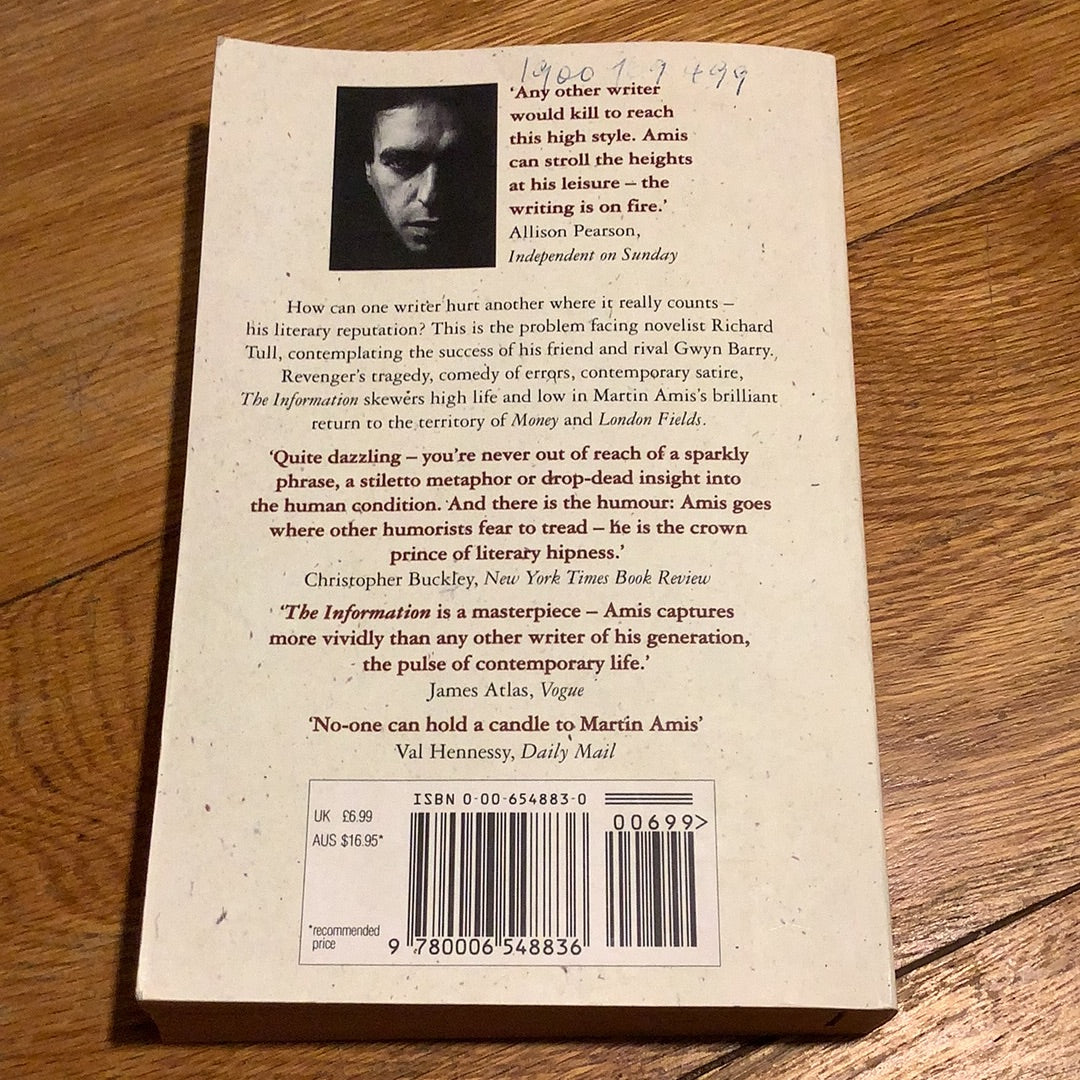 1900 1. 9 499
‘Any other writer
would kill to reach
this high style. Amis
can stroll the heights
at his leisure – the
writing is on fire.’
Allison Pearson,
Independent on Sunday
How can one writer hurt another where it really counts –
his literary reputation? This is the problem facing novelist Richard
Tull, contemplating the success of his friend and rival Gwyn Barry.
Revenger's tragedy, comedy of errors, contemporary satire,
The Information skewers high life and low in Martin Amis's brilliant
return to the territory of Money and London Fields.
‘Quite dazzling – you're never out of reach of a sparkly
phrase, a stiletto metaphor or drop-dead insight into
the human condition. And there is the humour: Amis goes
where other humorists fear to tread – he is the crown
prince of literary hipness.’
Christopher Buckley, New York Times Book Review
‘The Information is a masterpiece – Amis captures
more vividly than any other writer of his generation,
the pulse of contemporary life.’
James Atlas, Vogue
‘No-one can hold a candle to Martin Amis’
Val Hennessy, Daily Mail
ISBN 0-00-654883-0
UK £6.99
AUS $16.95*
00699>
*recommended
price
9 780006 548836